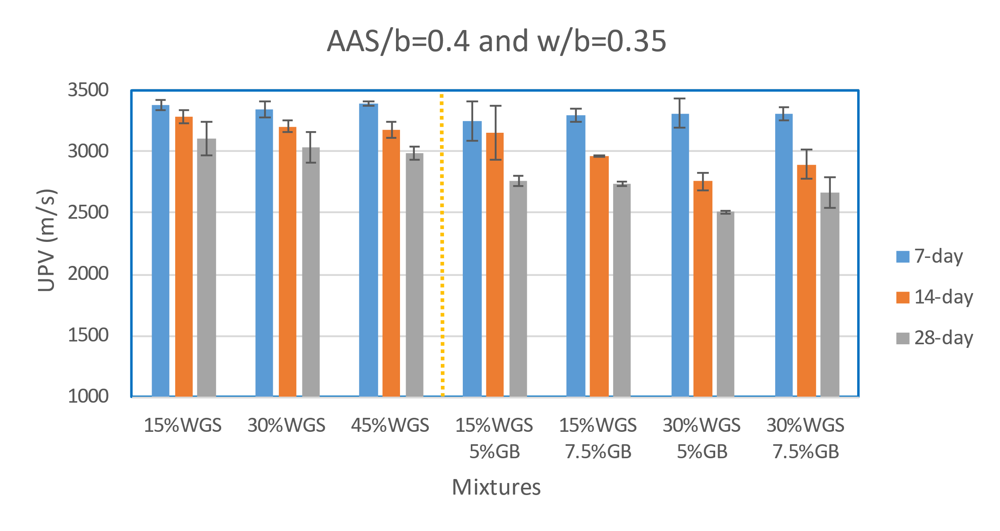 AAS/b=0.4 and w/b=0.35
UPV (m/s)
3500
3000
2500
2000
1500
1000
7-day
14-day
28-day
15%WGS 30%WGS 45%WGS 15%WGS 15%WGS 30%WGS 30%WGS
5%GB 7.5%GB 5%GB 7.5%GB
Mixtures